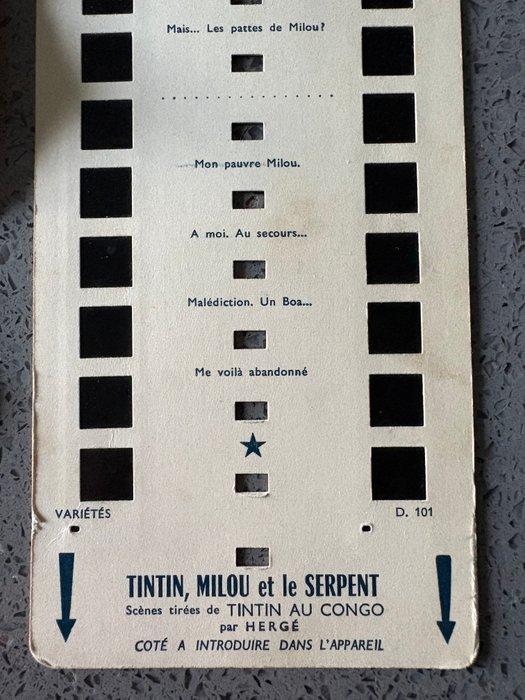 Mais... Les pattes de Milou?
....................................
Mon pauvre Milou.
A moi. Au secours...
Malédiction. Un Boa...
Me voilà abandonné
VARIÉTÉS D. 101
TINTIN, MILOU et le SERPENT
Scènes tirées de TINTIN AU CONGO
par HERGÉ
COTÉ A INTRODUIRE DANS L'APPAREIL